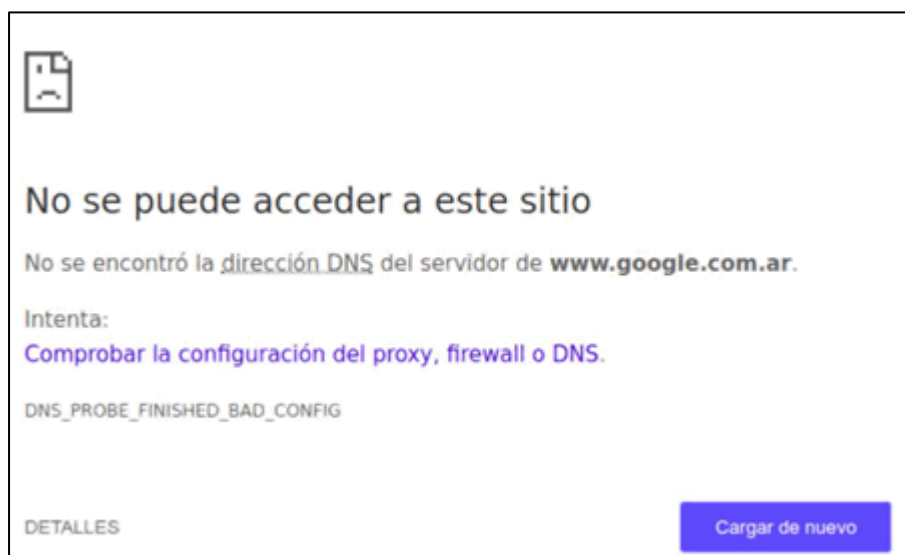 No se puede acceder a este sitio
No se encontró la dirección DNS del servidor de www.google.com.ar.
Intenta:
Comprobar la configuración del proxy, firewall o DNS.
DNS_PROBE_FINISHED_BAD_CONFIG
DETALLES
Cargar de nuevo